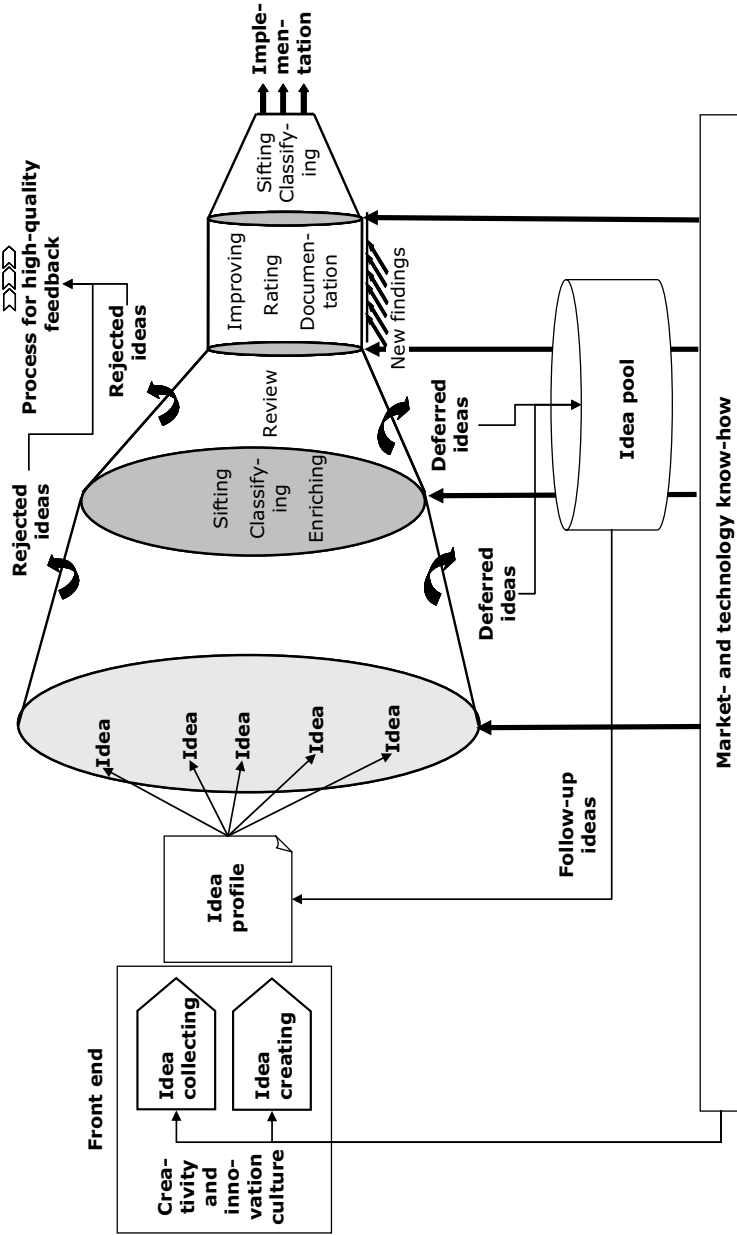 Front end
Crea-
tivity
and
inno-
vation
culture
Idea
collecting
Idea
creating
Idea
profile
Idea
Idea
Idea
Idea
Idea
Follow-up
ideas
Rejected
ideas
Deferred
ideas
Sifting
Classify-
ing
Enriching
Review
Rejected
ideas
Process for high-quality
feedback
Deferred
ideas
Idea pool
Improving
Rating
Documen-
tation
New findings
Sifting
Classify-
ing
Imple-
men-
tation
Market- and technology know-how